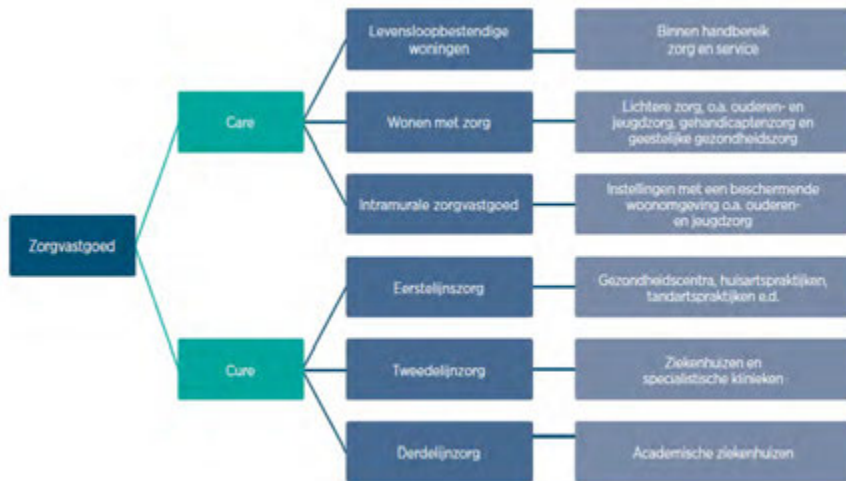 Levensloopbestendige
woningen
Binnen handbereik
zorg en service
Care
Wonen met zorg
Lichtere zorg, o.a. ouderen- en
jeugdzorg, gehandicaptenzorg en
geestelijke gezondheidszorg
Intramurale zorgvastgoed
Instellingen met een beschermende
woonomgeving o.a. ouderen-
en jeugdzorg
Zorgvastgoed
Eerstelijnszorg
Gezondheidscentra, huisartspraktijken,
tandartspraktijken e.d.
Cure
Tweedelijnzorg
Ziekenhuizen en
specialistische klinieken
Derdelijnzorg
Academische ziekenhuizen